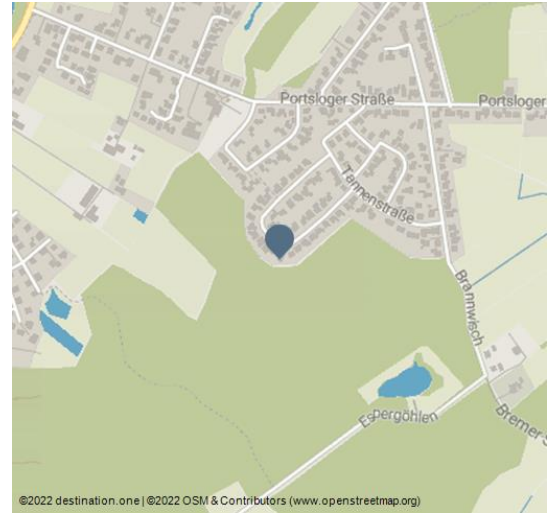 Portsloger Straße
Portsloger
Tannenstraße
Brannwisch
Espergöhlen
Bremer S
©2022 destination.one | ©2022 OSM & Contributors (www.openstreetmap.org)